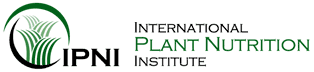 IPNI
INTERNATIONAL
PLANT NUTRITION
INSTITUTE